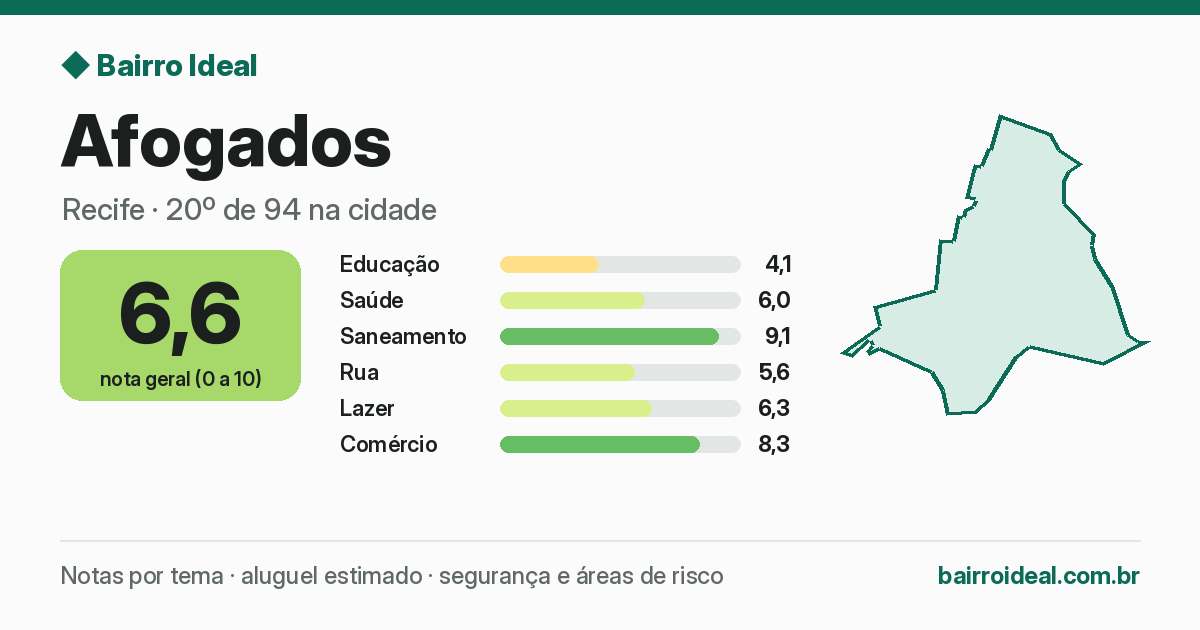 Bairro Ideal
Afogados
Recife · 20º de 94 na cidade
6,6
nota geral (0 a 10)
Educação 4,1
Saúde 6,0
Saneamento 9,1
Rua 5,6
Lazer 6,3
Comércio 8,3
Notas por tema · aluguel estimado · segurança e áreas de risco
bairroideal.com.br